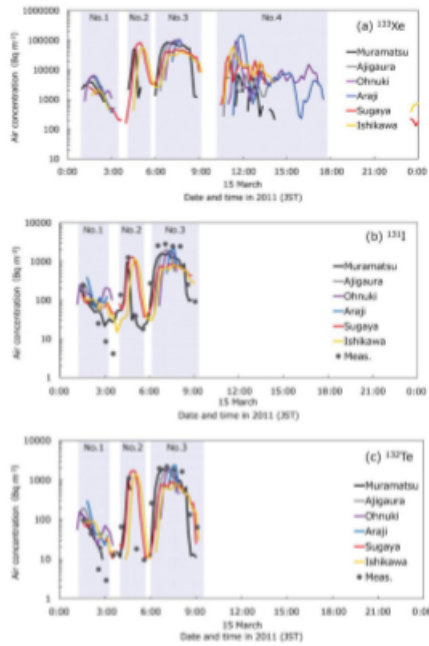 (a) ¹³³Xe
No.1 No.2 No.3 No.4
Air concentration (Bq m⁻³)
1000000
100000
10000
1000
100
10
Muramatsu
Ajigaura
Ohnuki
Araji
Sugaya
Ishikawa
0:00 3:00 6:00 9:00 12:00 15:00 18:00 21:00 0:00
15 March
Date and time in 2011 (JST)
(b) ¹³¹I
No.1 No.2 No.3
Air concentration (Bq m⁻³)
10000
1000
100
10
1
Muramatsu
Ajigaura
Ohnuki
Araji
Sugaya
Ishikawa
Meas.
0:00 3:00 6:00 9:00 12:00 15:00 18:00 21:00 0:00
15 March
Date and time in 2011 (JST)
(c) ¹³²Te
No.1 No.2 No.3
Air concentration (Bq m⁻³)
10000
1000
100
10
1
Muramatsu
Ajigaura
Ohnuki
Araji
Sugaya
Ishikawa
Meas.
0:00 3:00 6:00 9:00 12:00 15:00 18:00 21:00 0:00
15 March
Date and time in 2011 (JST)